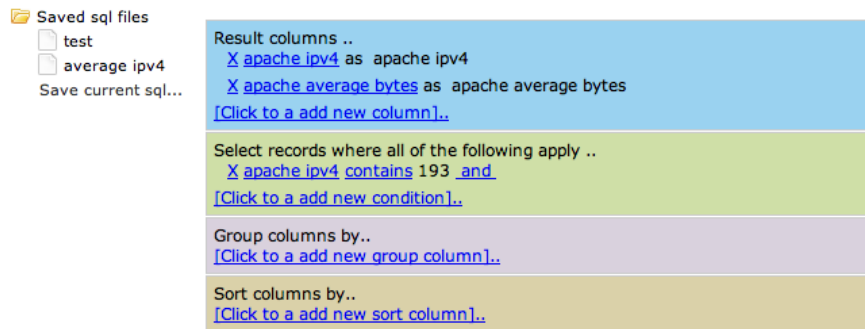 Saved sql files
test
average ipv4
Save current sql...
Result columns ..
X apache ipv4 as apache ipv4
X apache average bytes as apache average bytes
[Click to a add new column]..
Select records where all of the following apply ..
X apache ipv4 contains 193 and
[Click to a add new condition]..
Group columns by..
[Click to a add new group column]..
Sort columns by..
[Click to a add new sort column]..